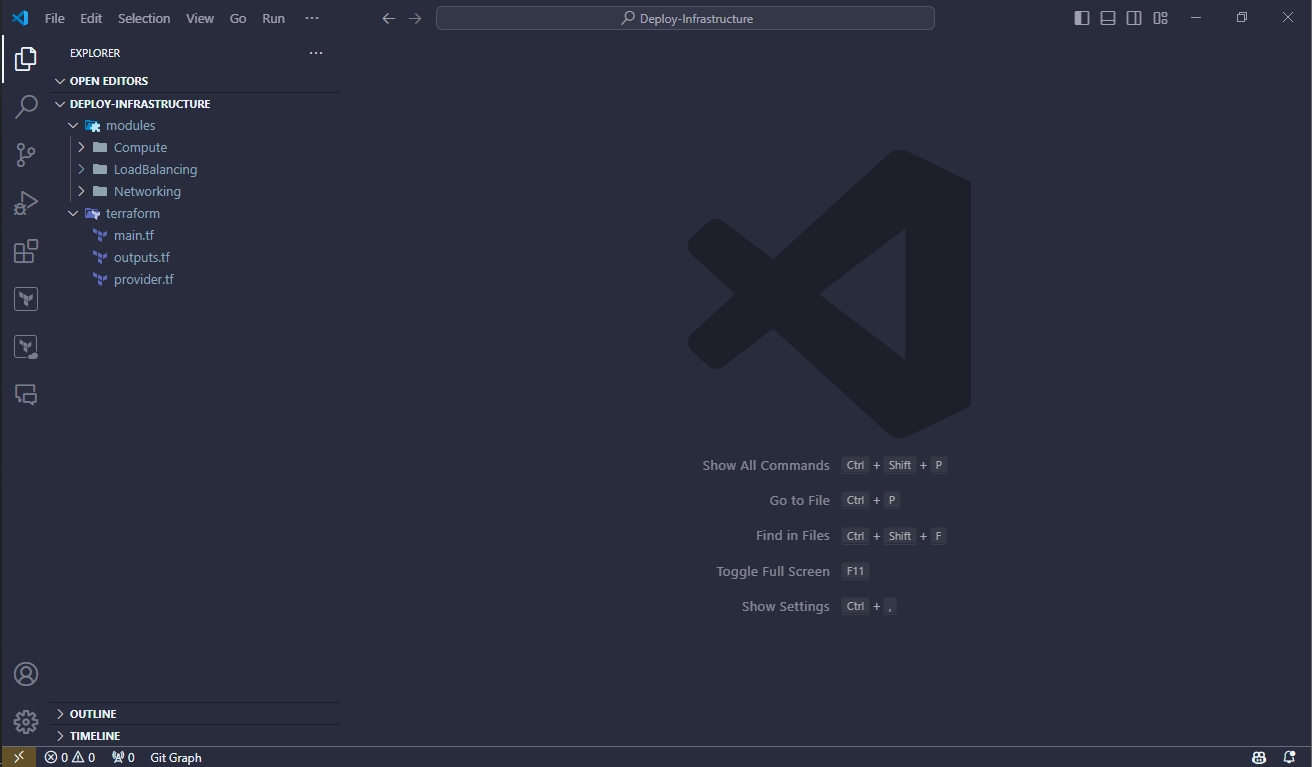 File Edit Selection View Go Run ···
Deploy-Infrastructure
EXPLORER ···
OPEN EDITORS
DEPLOY-INFRASTRUCTURE
modules
Compute
LoadBalancing
Networking
terraform
main.tf
outputs.tf
provider.tf
Show All Commands Ctrl + Shift + P
Go to File Ctrl + P
Find in Files Ctrl + Shift + F
Toggle Full Screen F11
Show Settings Ctrl + ,
OUTLINE
TIMELINE
0 0 0 Git Graph